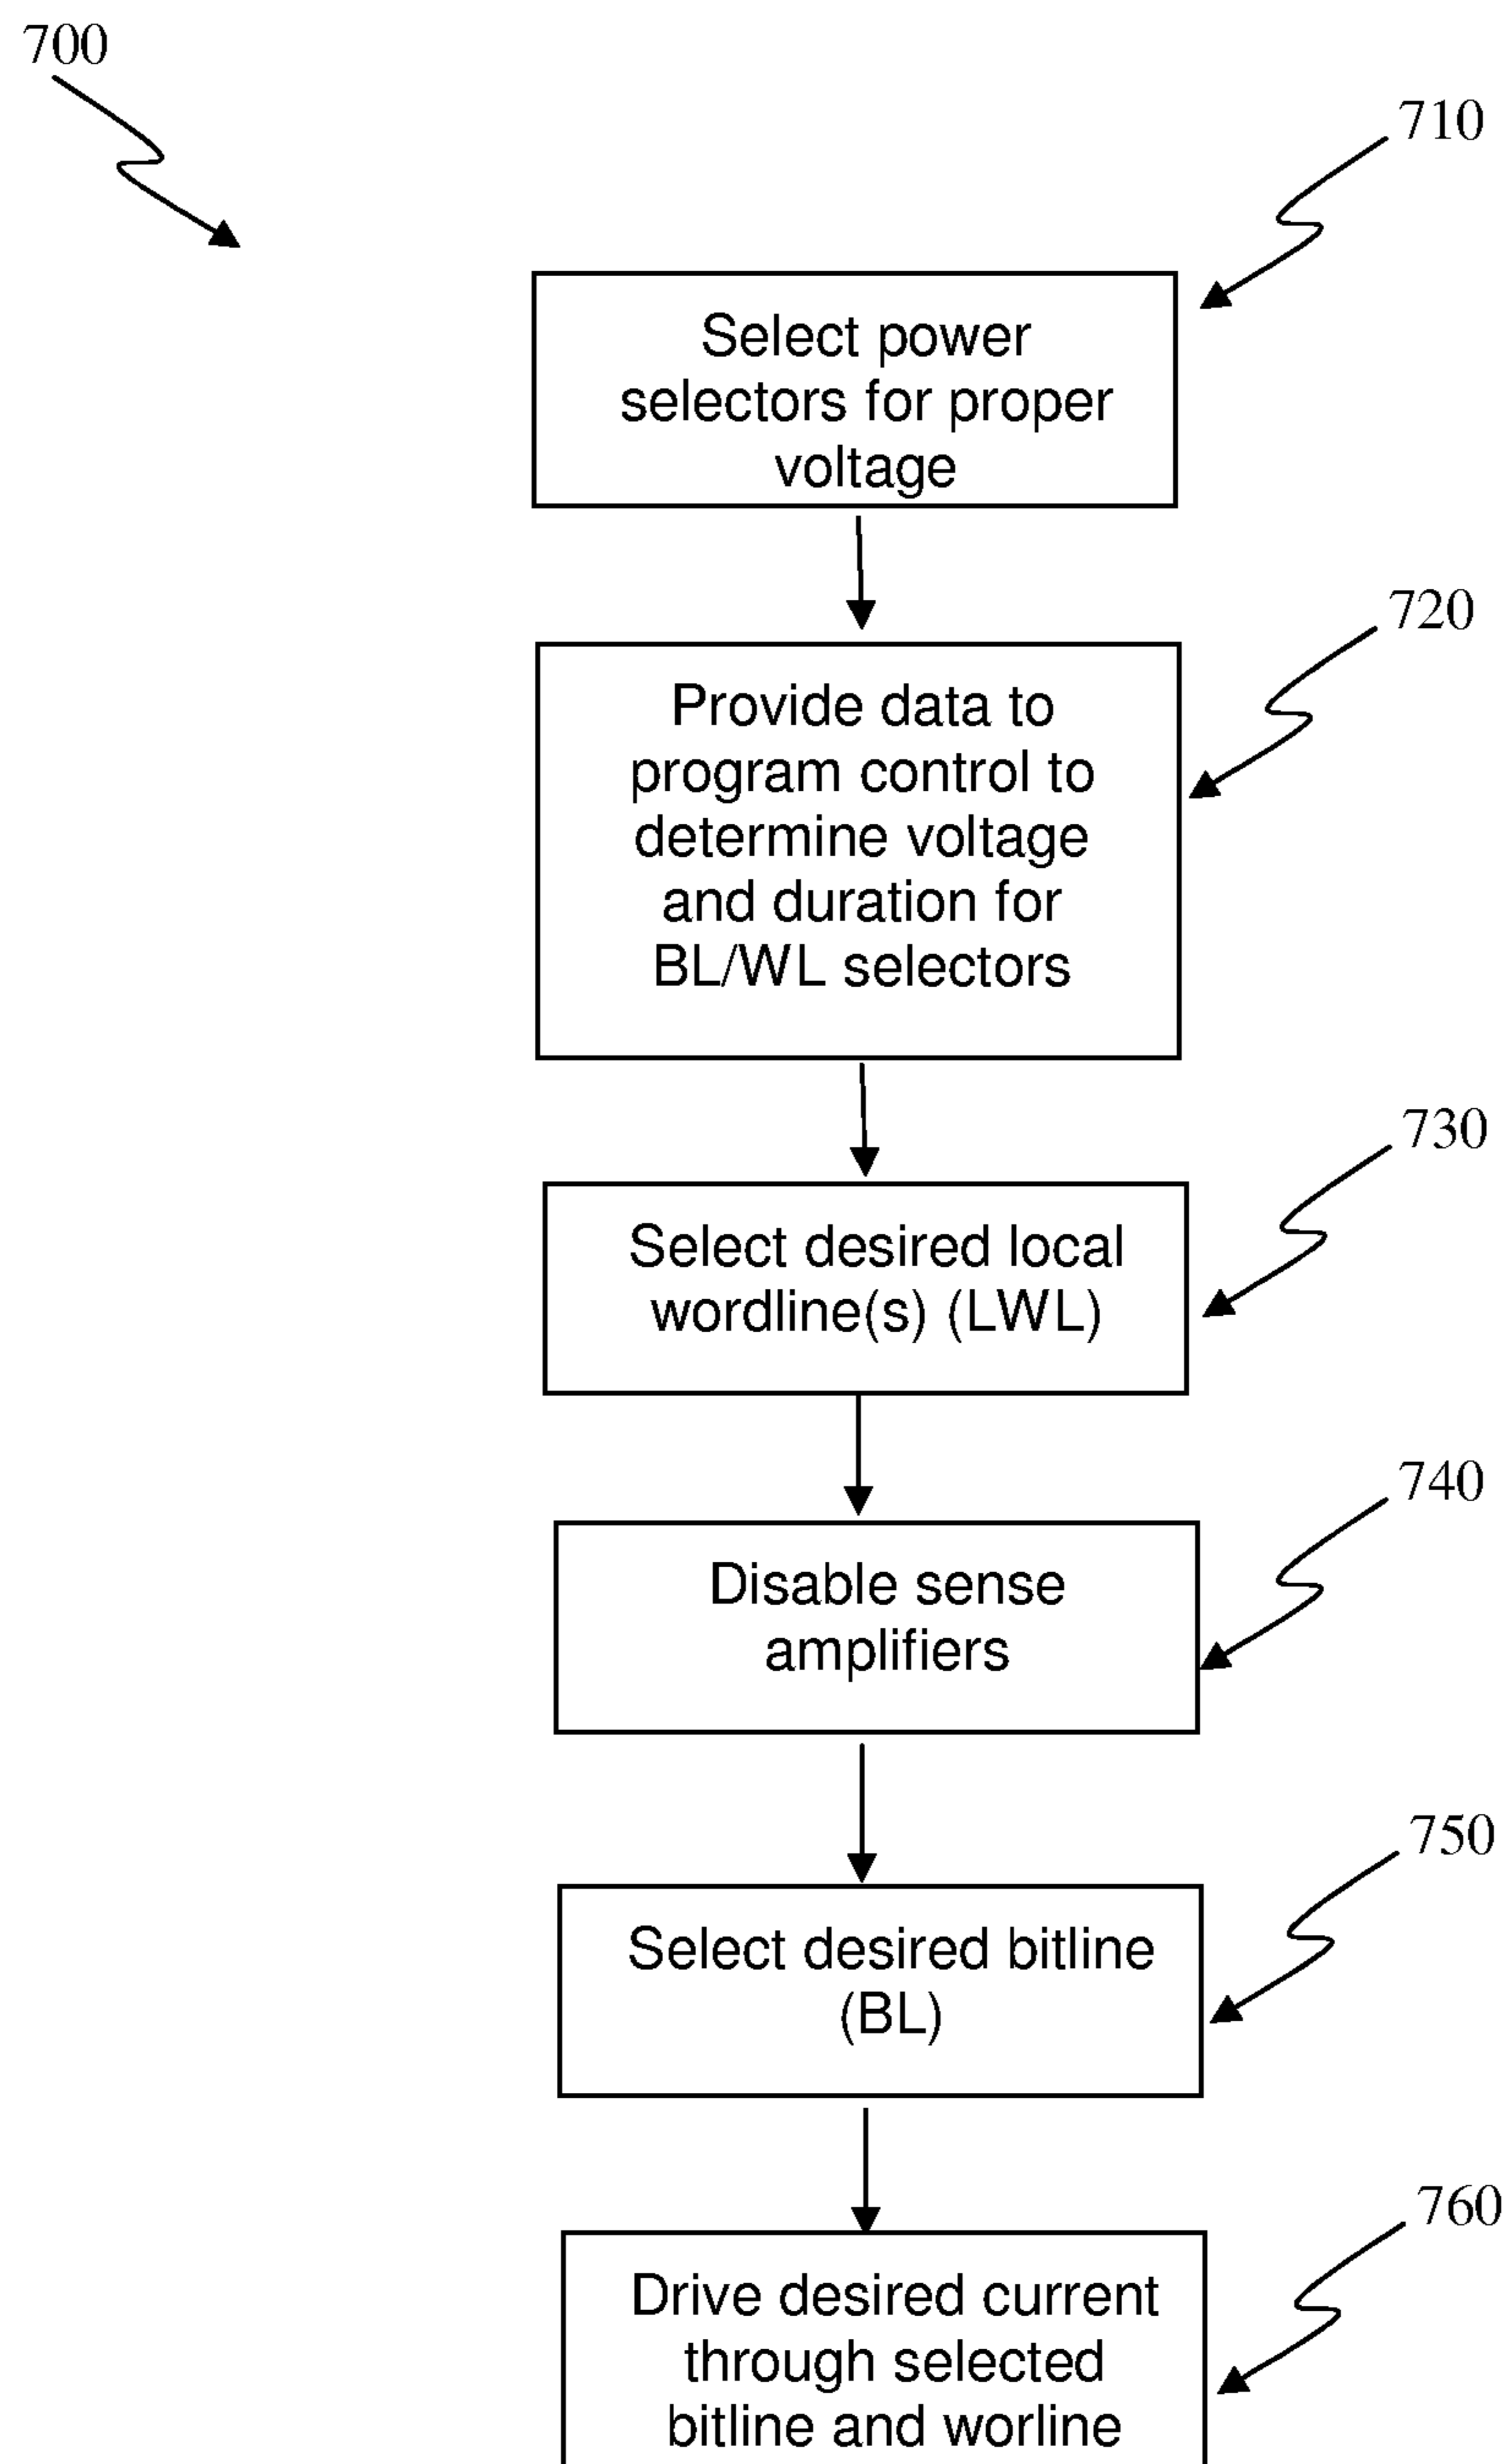 700
710
Select power
selectors for proper
voltage
720
Provide data to
program control to
determine voltage
and duration for
BL/WL selectors
730
Select desired local
wordline(s) (LWL)
740
Disable sense
amplifiers
750
Select desired bitline
(BL)
760
Drive desired current
through selected
bitline and worline